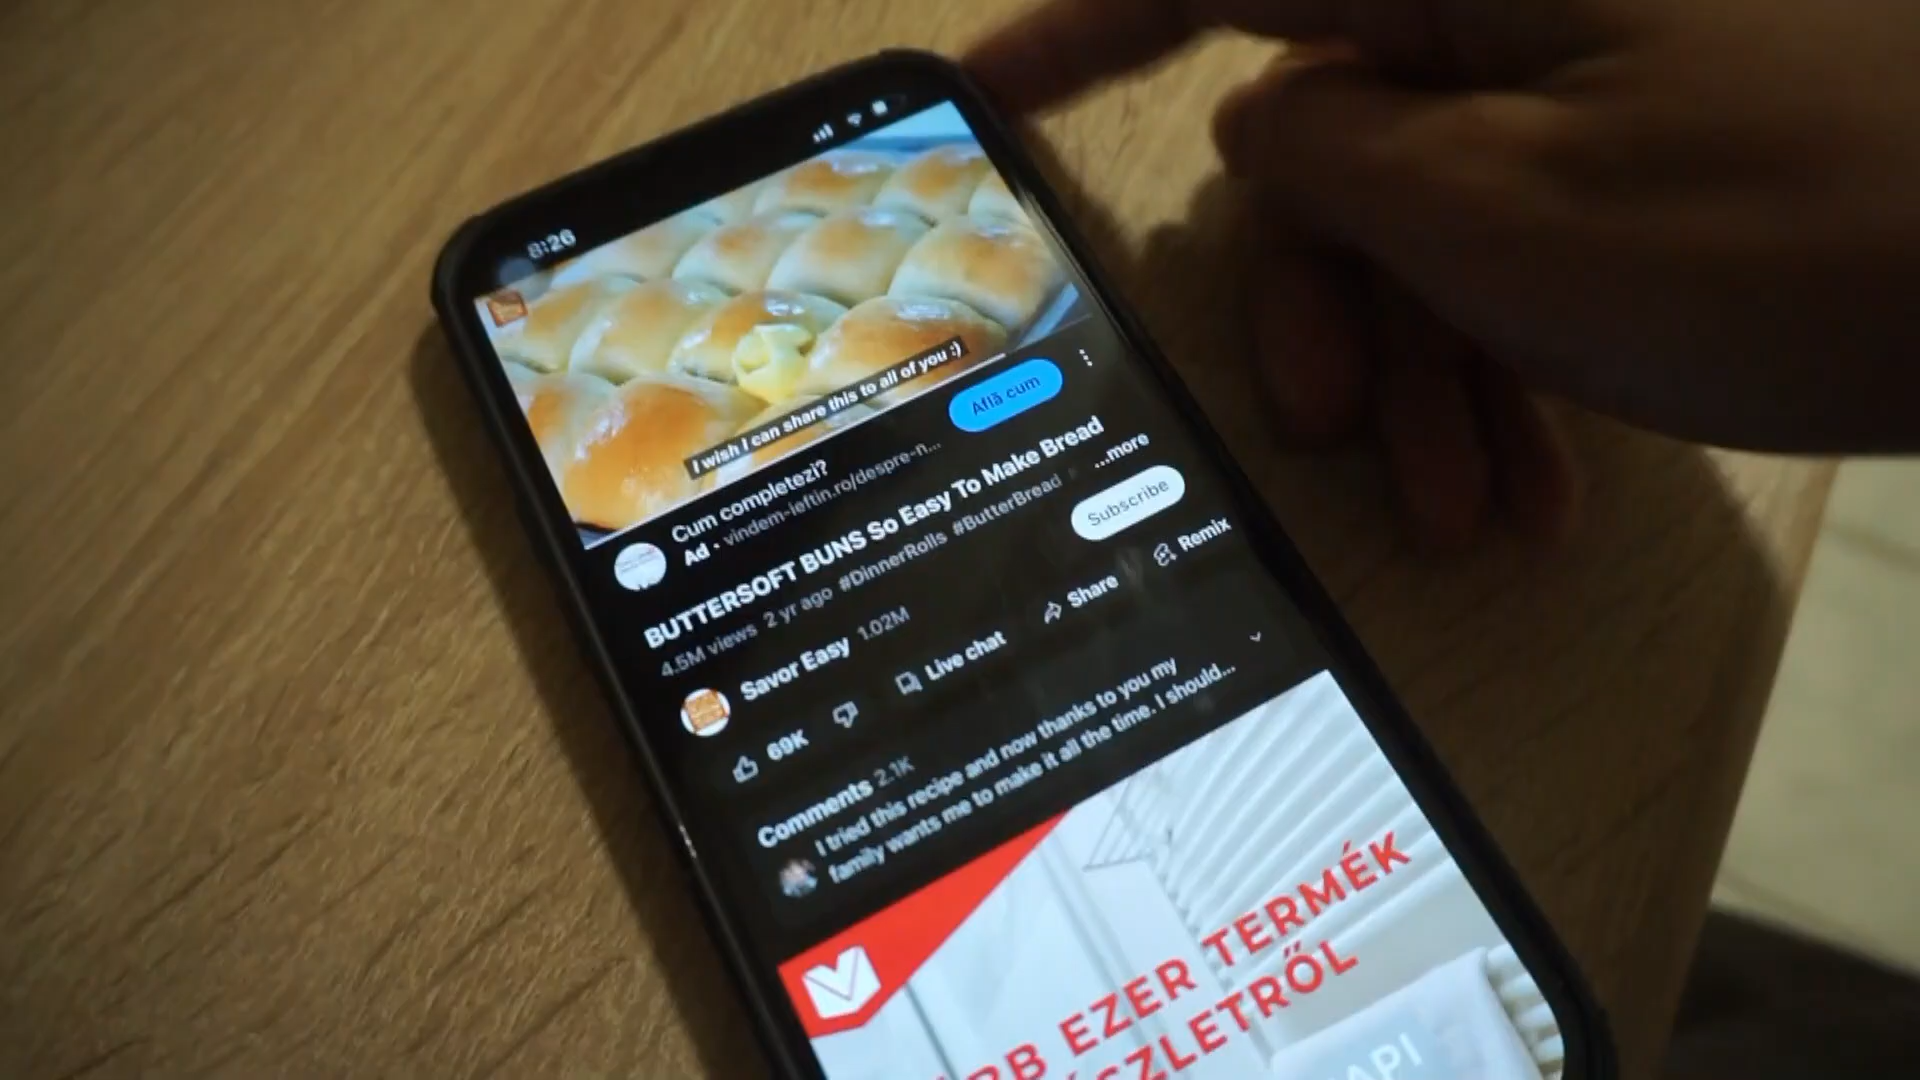 8:26
I wish I can share this to all of you :)
Cum completezi?
Ad · vindem-ieftin.ro/despre-n...
Află cum
BUTTERSOFT BUNS So Easy To Make Bread
4.5M views 2 yr ago #DinnerRolls #ButterBread ...more
Savor Easy 1.02M
Subscribe
69K
Live chat
Share
Remix
Comments 2.1K
I tried this recipe and now thanks to you my
family wants me to make it all the time. I should...
BB EZER TERMÉK
SZLETRŐL
API